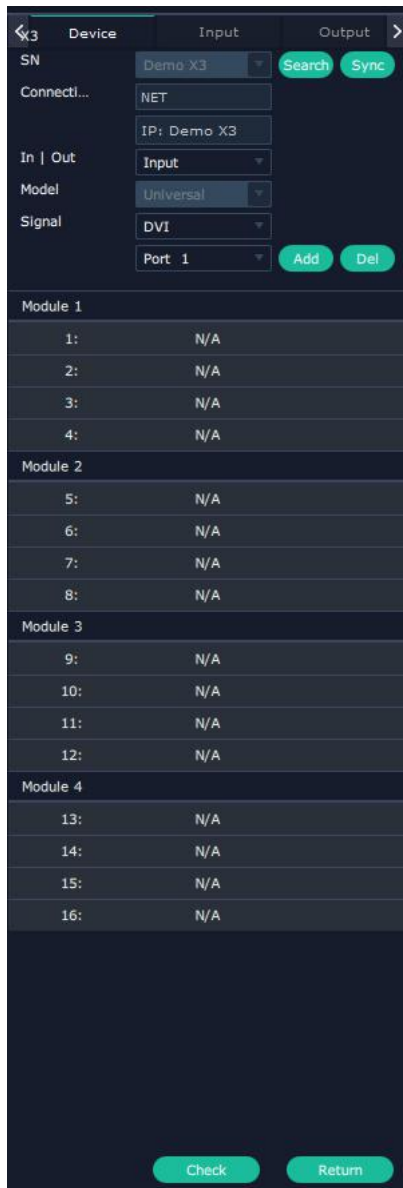 X3 Device Input Output
SN Demo X3 Search Sync
Connecti... NET
IP: Demo X3
In | Out Input
Model Universal
Signal DVI
Port 1 Add Del
Module 1
1: N/A
2: N/A
3: N/A
4: N/A
Module 2
5: N/A
6: N/A
7: N/A
8: N/A
Module 3
9: N/A
10: N/A
11: N/A
12: N/A
Module 4
13: N/A
14: N/A
15: N/A
16: N/A
Check Return